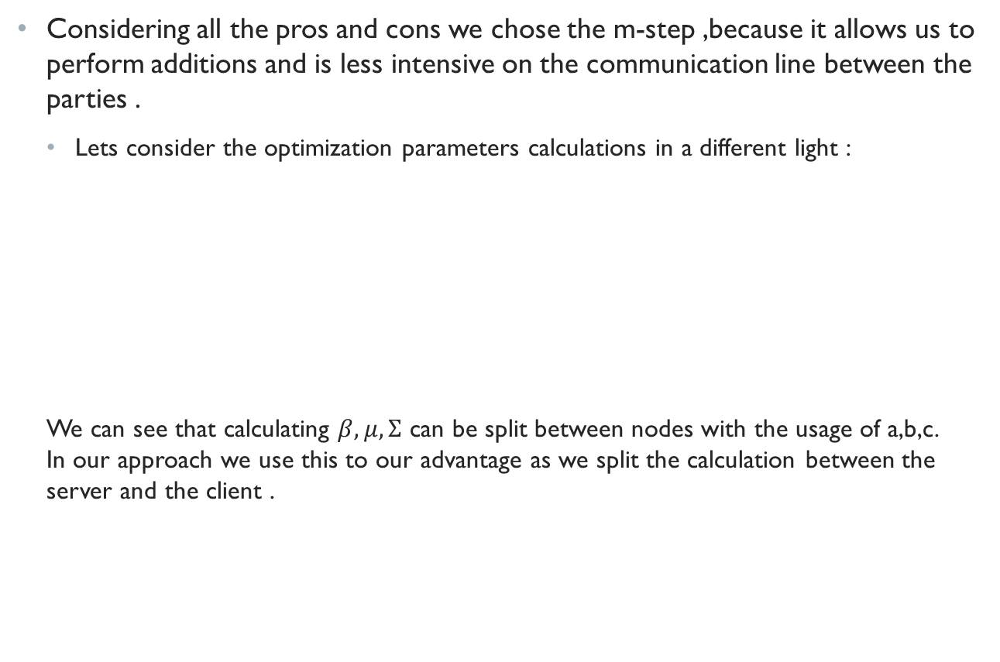 • Considering all the pros and cons we chose the m-step ,because it allows us to
perform additions and is less intensive on the communication line between the
parties .
• Lets consider the optimization parameters calculations in a different light :
We can see that calculating 𝛽, 𝜇, Σ can be split between nodes with the usage of a,b,c.
In our approach we use this to our advantage as we split the calculation between the
server and the client .